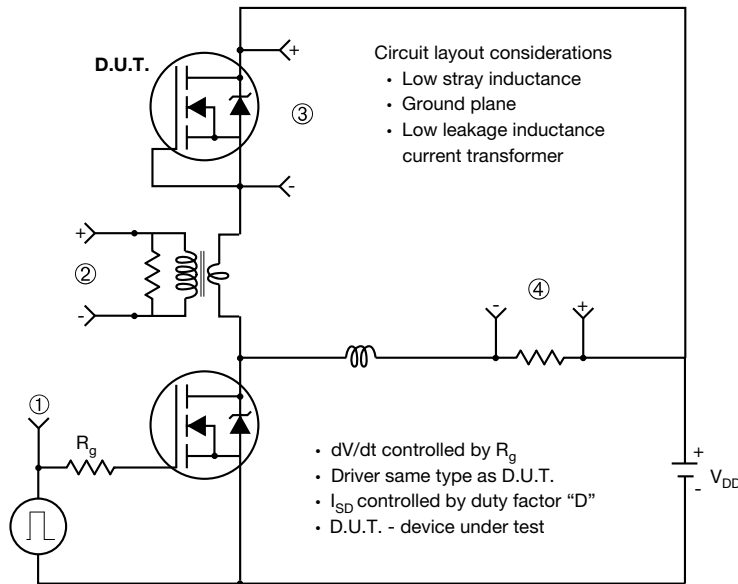 D.U.T.
+
Circuit layout considerations
• Low stray inductance
• Ground plane
• Low leakage inductance
current transformer
③
-
+
②
-
④
-
+
①
R_g
• dV/dt controlled by R_g
• Driver same type as D.U.T.
• I_SD controlled by duty factor “D”
• D.U.T. - device under test
+
V_DD
-